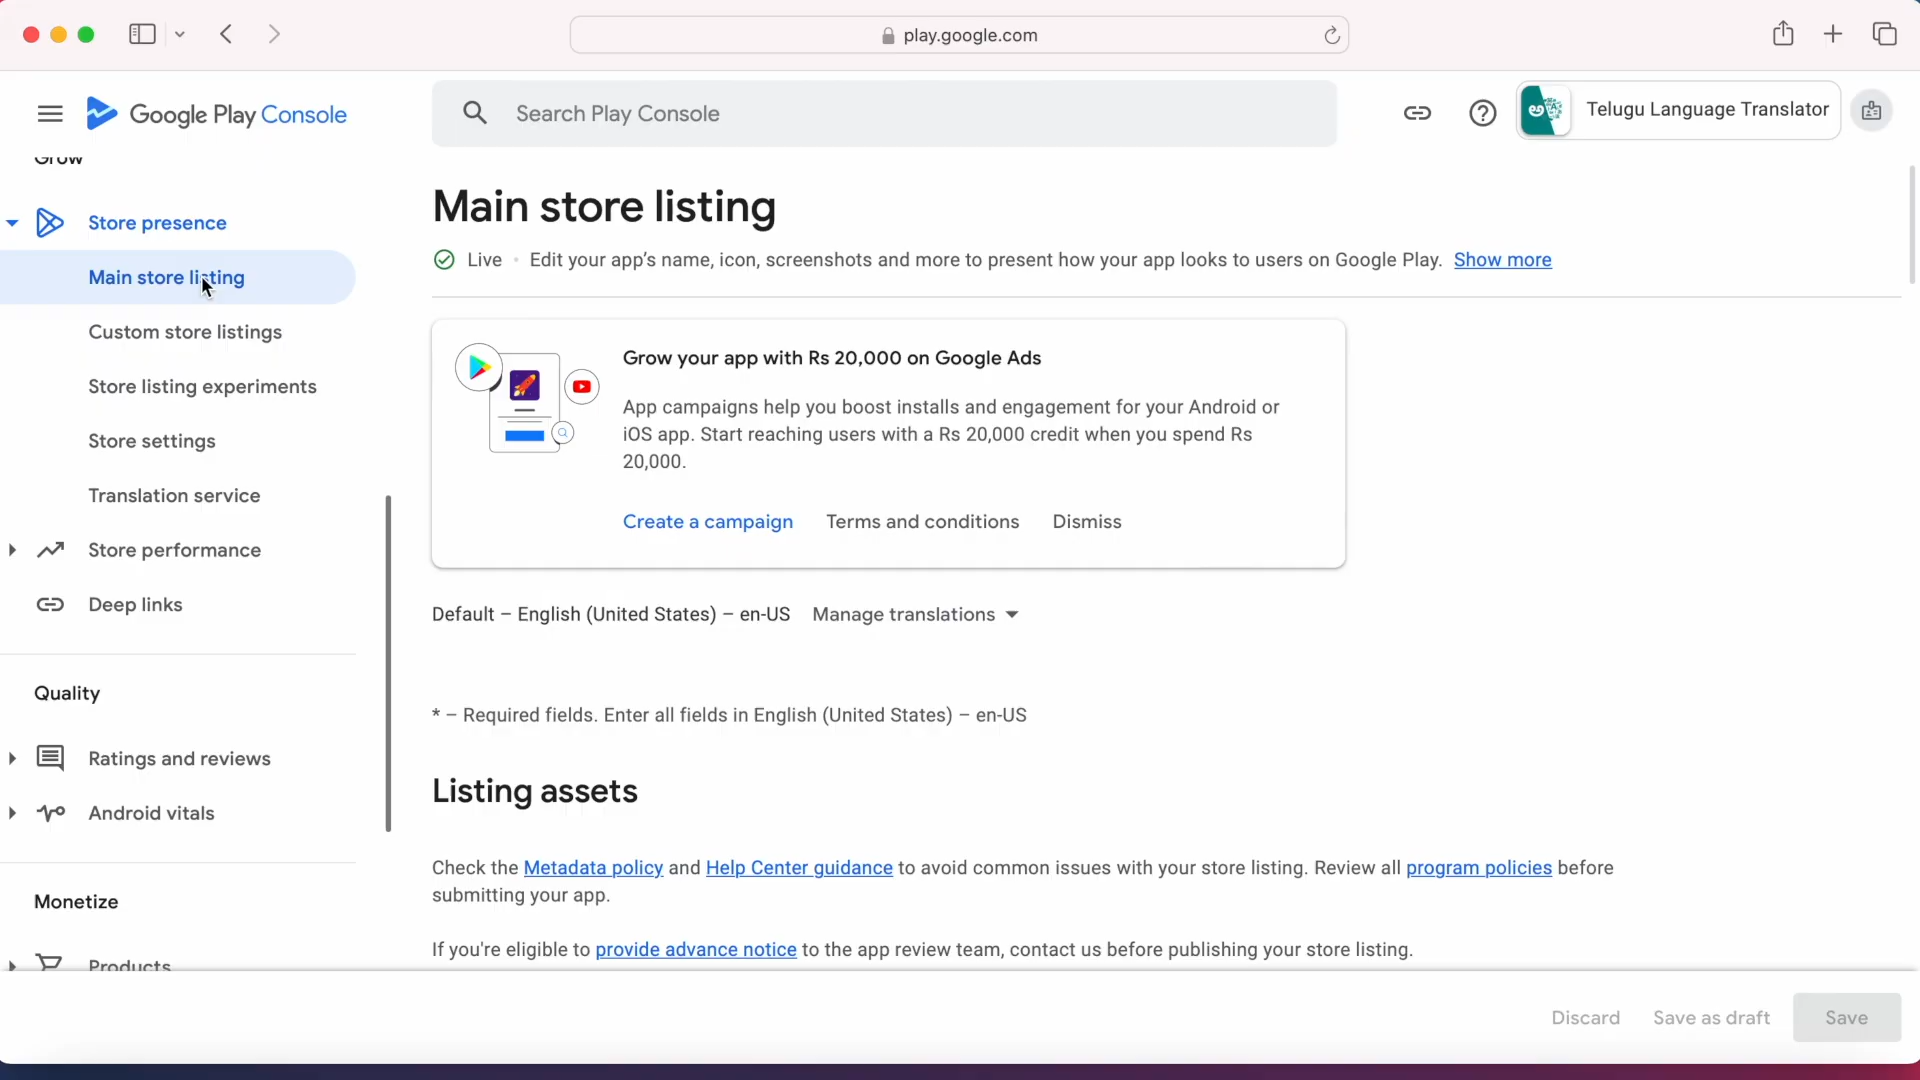 play.google.com
Google Play Console
Search Play Console
Telugu Language Translator
Grow
Store presence
Main store listing
Custom store listings
Store listing experiments
Store settings
Translation service
Store performance
Deep links
Quality
Ratings and reviews
Android vitals
Monetize
Products
Main store listing
Live • Edit your app's name, icon, screenshots and more to present how your app looks to users on Google Play. Show more
Grow your app with Rs 20,000 on Google Ads
App campaigns help you boost installs and engagement for your Android or
iOS app. Start reaching users with a Rs 20,000 credit when you spend Rs
20,000.
Create a campaign Terms and conditions Dismiss
Default – English (United States) – en-US Manage translations
* – Required fields. Enter all fields in English (United States) – en-US
Listing assets
Check the Metadata policy and Help Center guidance to avoid common issues with your store listing. Review all program policies before
submitting your app.
If you're eligible to provide advance notice to the app review team, contact us before publishing your store listing.
Discard Save as draft Save